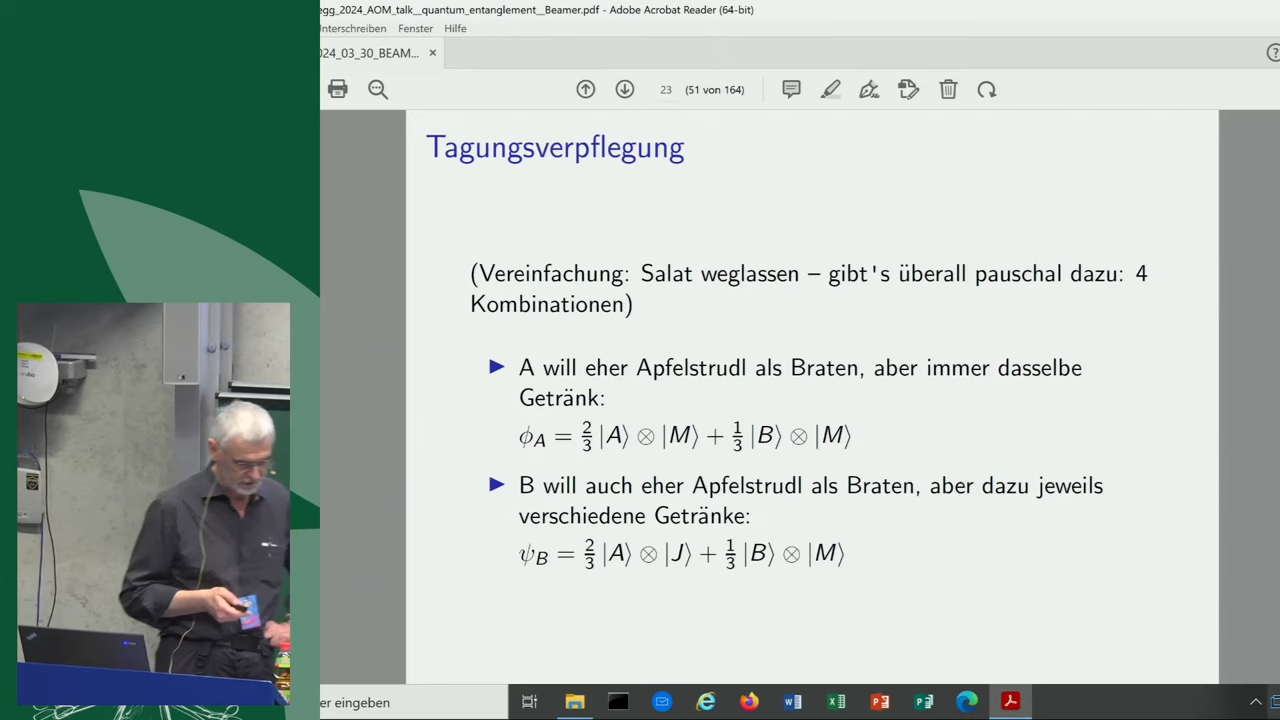 egg_2024_AOM_talk__quantum_entanglement__Beamer.pdf - Adobe Acrobat Reader (64-bit)
Unterschreiben Fenster Hilfe
024_03_30_BEAM... ×
23 (51 von 164)
Tagungsverpflegung
(Vereinfachung: Salat weglassen – gibt's überall pauschal dazu: 4
Kombinationen)
▶ A will eher Apfelstrudl als Braten, aber immer dasselbe
Getränk:
ϕ_A = 2/3 |A⟩ ⊗ |M⟩ + 1/3 |B⟩ ⊗ |M⟩
▶ B will auch eher Apfelstrudl als Braten, aber dazu jeweils
verschiedene Getränke:
ψ_B = 2/3 |A⟩ ⊗ |J⟩ + 1/3 |B⟩ ⊗ |M⟩
er eingeben